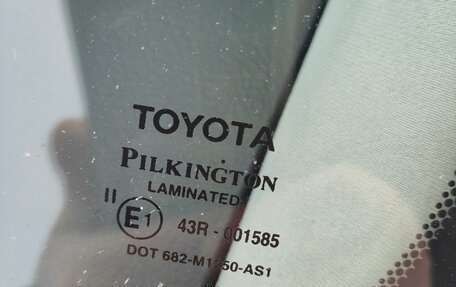 TOYOTA
PILKINGTON
LAMINATED
II E1 43R - 001585
DOT 682-M1250-AS1